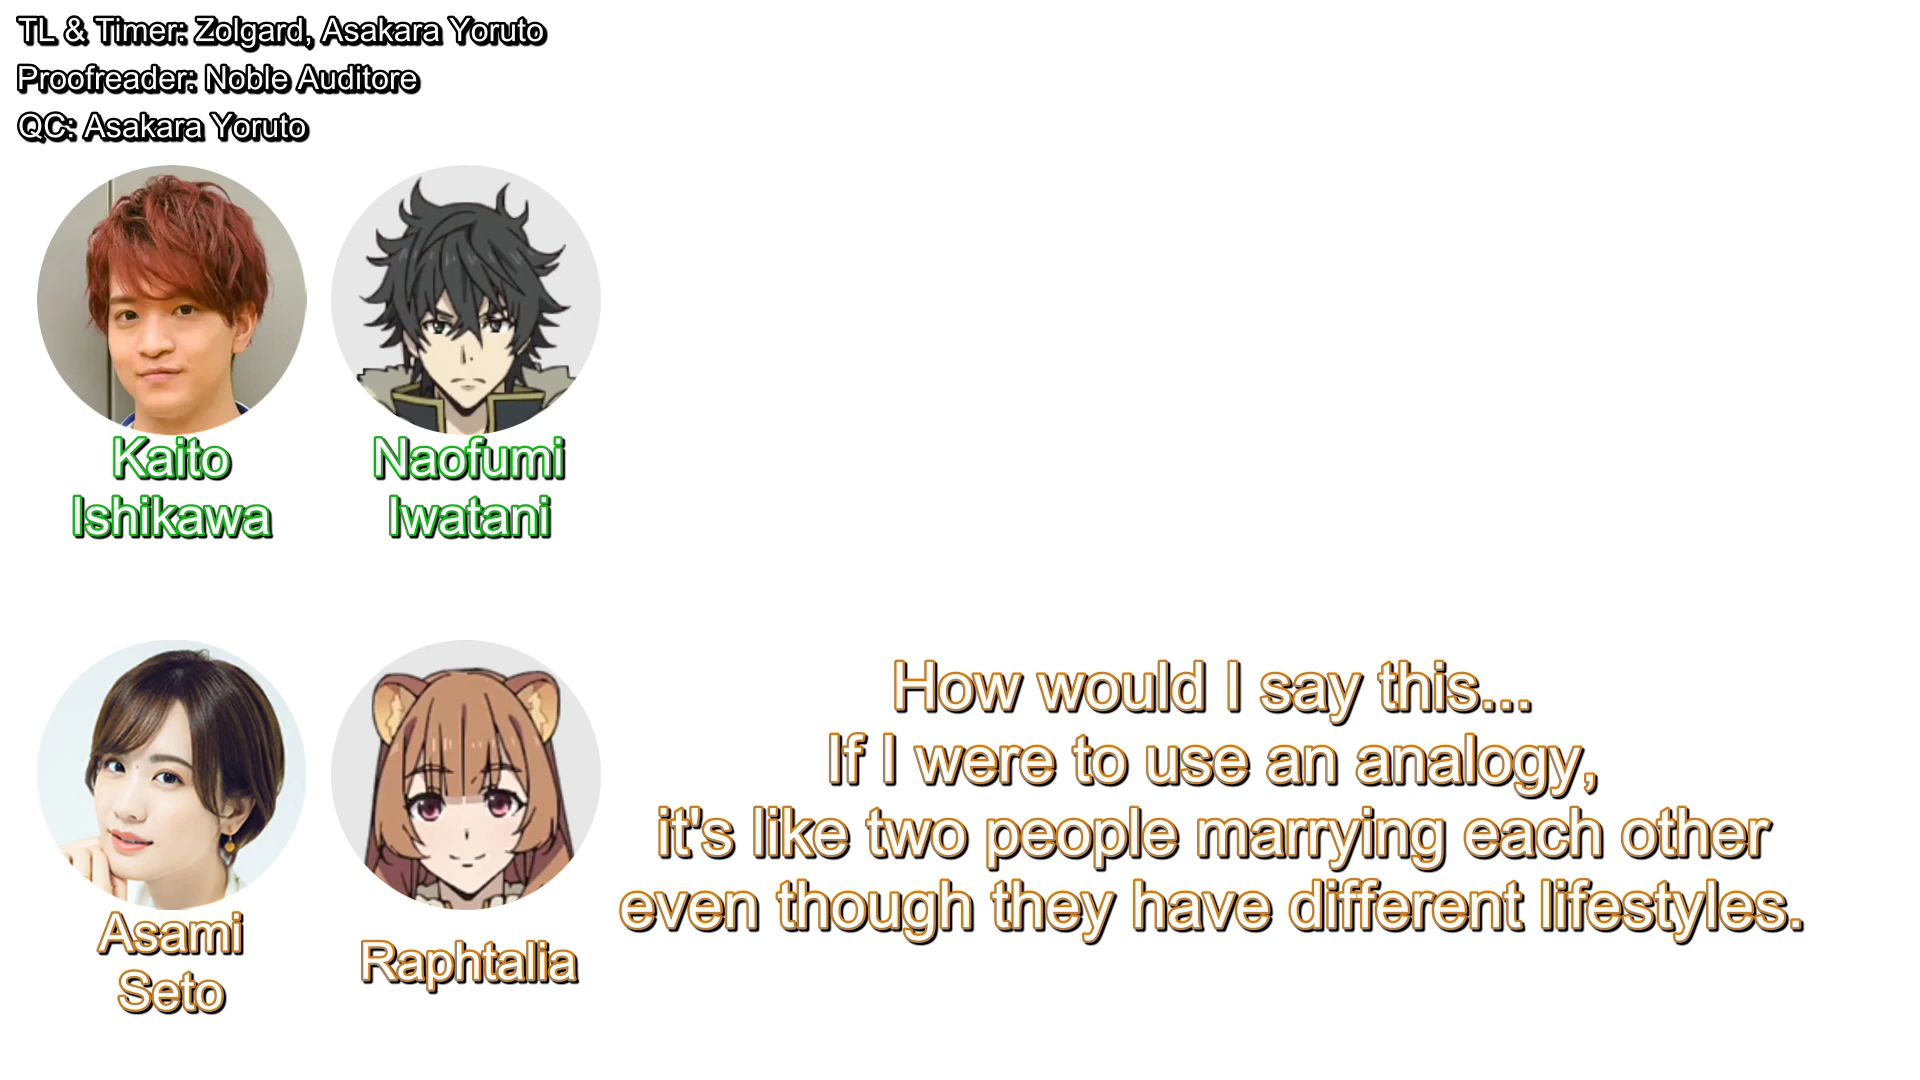 TL & Timer: Zolgard, Asakara Yoruto
Proofreader: Noble Auditore
QC: Asakara Yoruto
Kaito
Ishikawa
Naofumi
Iwatani
Asami
Seto
Raphtalia
How would I say this...
If I were to use an analogy,
it's like two people marrying each other
even though they have different lifestyles.